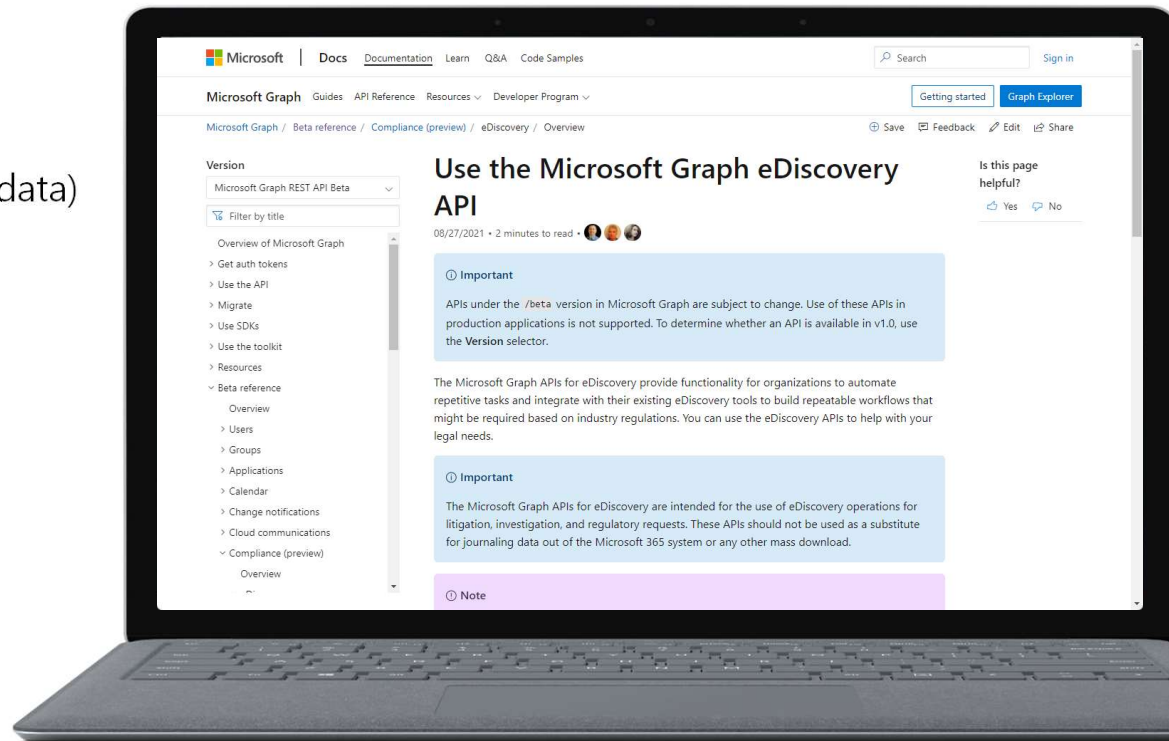 data)
Microsoft | Docs Documentation Learn Q&A Code Samples Search Sign in
Microsoft Graph Guides API Reference Resources Developer Program Getting started Graph Explorer
Microsoft Graph / Beta reference / Compliance (preview) / eDiscovery / Overview Save Feedback Edit Share
Version
Microsoft Graph REST API Beta
Filter by title
Overview of Microsoft Graph
> Get auth tokens
> Use the API
> Migrate
> Use SDKs
> Use the toolkit
> Resources
Beta reference
Overview
> Users
> Groups
> Applications
> Calendar
> Change notifications
> Cloud communications
Compliance (preview)
Overview
Use the Microsoft Graph eDiscovery
API
08/27/2021 • 2 minutes to read •
Important
APIs under the /beta version in Microsoft Graph are subject to change. Use of these APIs in
production applications is not supported. To determine whether an API is available in v1.0, use
the Version selector.
The Microsoft Graph APIs for eDiscovery provide functionality for organizations to automate
repetitive tasks and integrate with their existing eDiscovery tools to build repeatable workflows that
might be required based on industry regulations. You can use the eDiscovery APIs to help with your
legal needs.
Important
The Microsoft Graph APIs for eDiscovery are intended for the use of eDiscovery operations for
litigation, investigation, and regulatory requests. These APIs should not be used as a substitute
for journaling data out of the Microsoft 365 system or any other mass download.
Note
Is this page
helpful?
Yes No